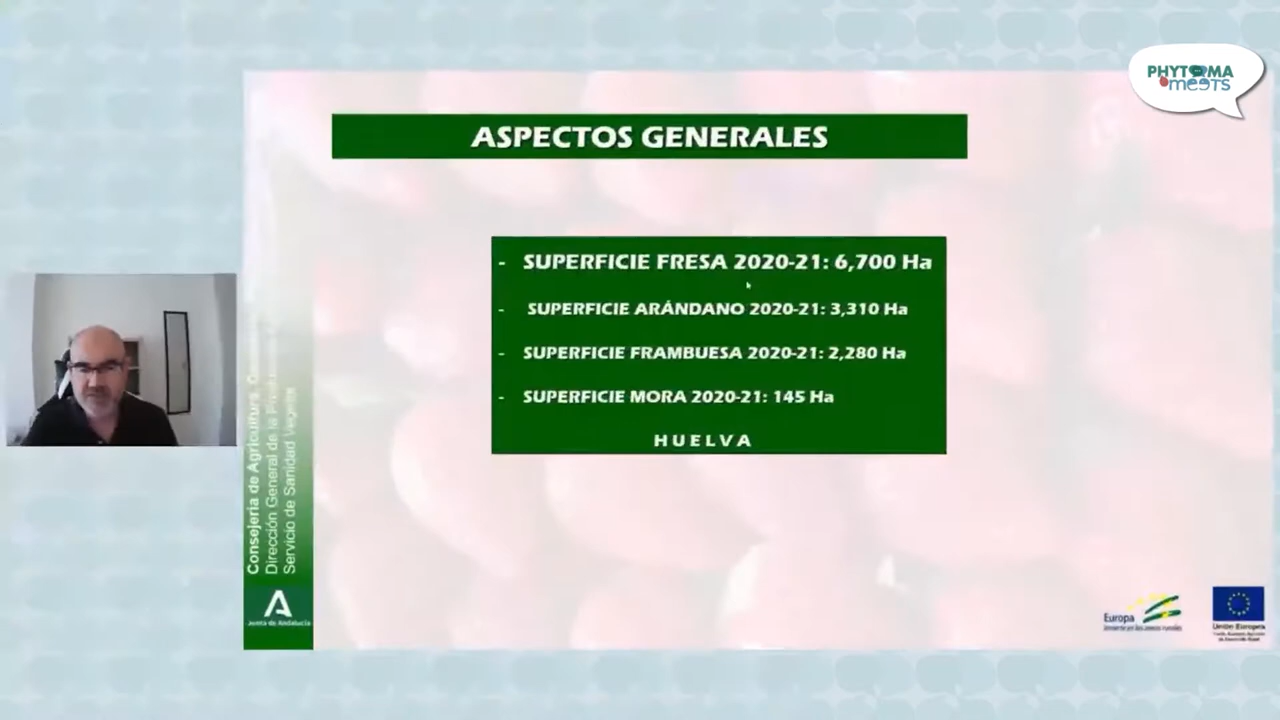 PHYTOMA
meets
ASPECTOS GENERALES
- SUPERFICIE FRESA 2020-21: 6,700 Ha
- SUPERFICIE ARÁNDANO 2020-21: 3,310 Ha
- SUPERFICIE FRAMBUESA 2020-21: 2,280 Ha
- SUPERFICIE MORA 2020-21: 145 Ha
HUELVA
Consejería de Agricultura,
Dirección General de la
Servicio de Sanidad Vegetal
Junta de Andalucía
Europa
Unión Europea